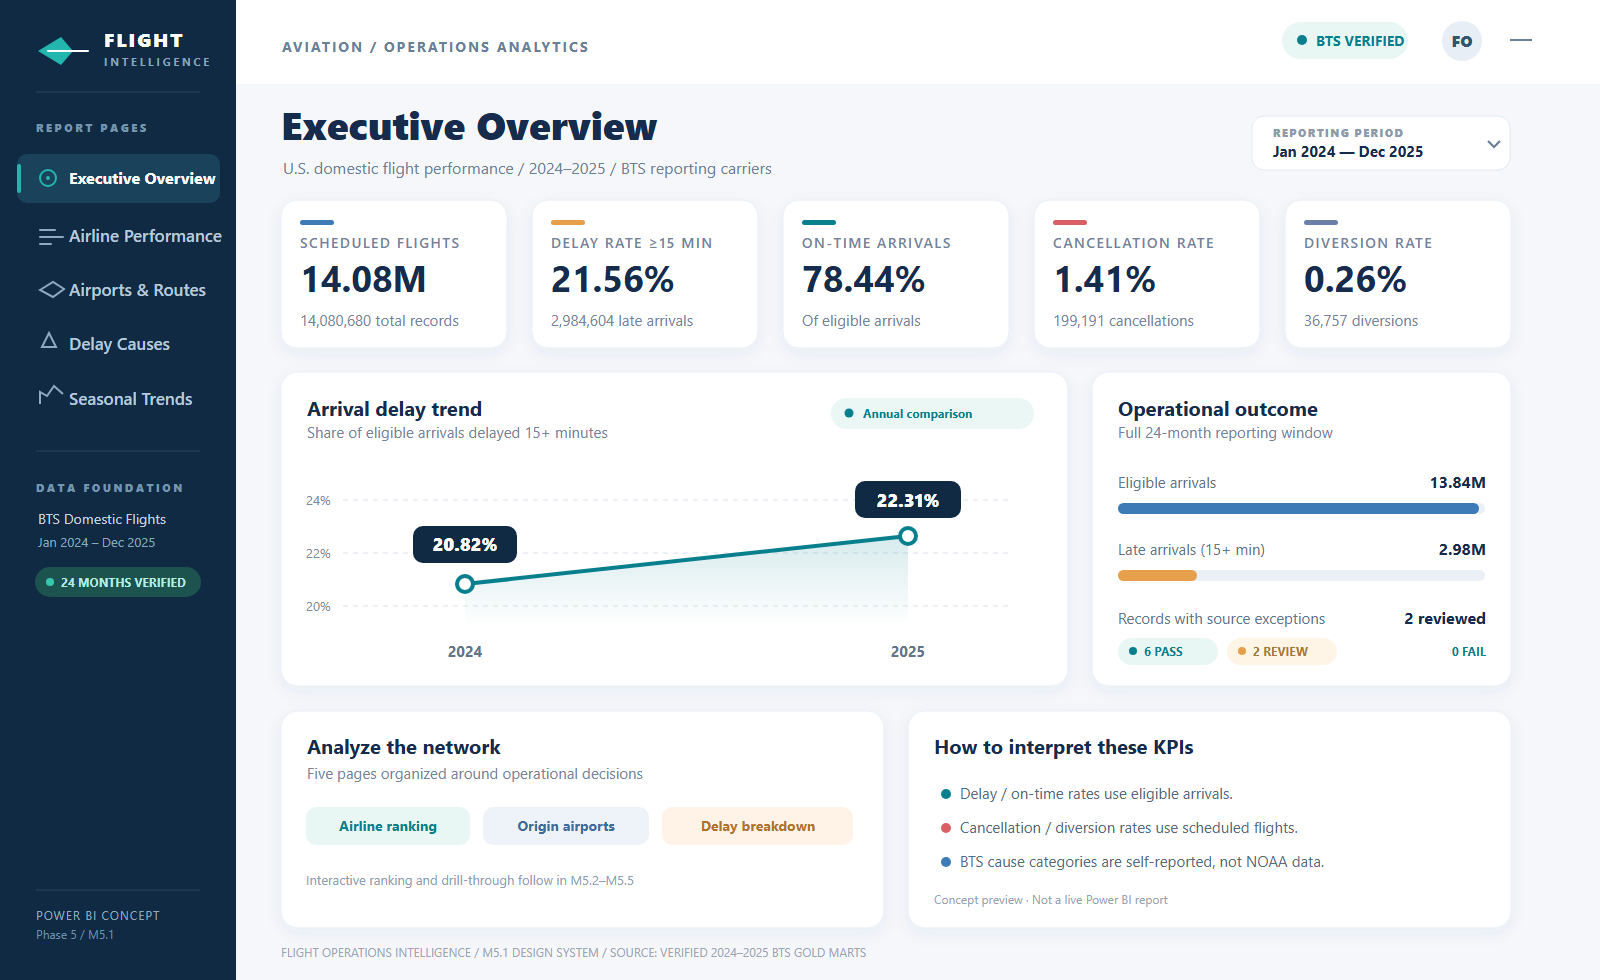 FLIGHT
INTELLIGENCE
REPORT PAGES
Executive Overview
Airline Performance
Airports & Routes
Delay Causes
Seasonal Trends
DATA FOUNDATION
BTS Domestic Flights
Jan 2024 – Dec 2025
24 MONTHS VERIFIED
POWER BI CONCEPT
Phase 5 / M5.1
AVIATION / OPERATIONS ANALYTICS
BTS VERIFIED
FO
Executive Overview
U.S. domestic flight performance / 2024–2025 / BTS reporting carriers
REPORTING PERIOD
Jan 2024 — Dec 2025
SCHEDULED FLIGHTS
14.08M
14,080,680 total records
DELAY RATE ≥15 MIN
21.56%
2,984,604 late arrivals
ON-TIME ARRIVALS
78.44%
Of eligible arrivals
CANCELLATION RATE
1.41%
199,191 cancellations
DIVERSION RATE
0.26%
36,757 diversions
Arrival delay trend
Share of eligible arrivals delayed 15+ minutes
Annual comparison
24%
22%
20%
20.82%
22.31%
2024
2025
Operational outcome
Full 24-month reporting window
Eligible arrivals 13.84M
Late arrivals (15+ min) 2.98M
Records with source exceptions 2 reviewed
6 PASS 2 REVIEW 0 FAIL
Analyze the network
Five pages organized around operational decisions
Airline ranking Origin airports Delay breakdown
Interactive ranking and drill-through follow in M5.2–M5.5
How to interpret these KPIs
Delay / on-time rates use eligible arrivals.
Cancellation / diversion rates use scheduled flights.
BTS cause categories are self-reported, not NOAA data.
Concept preview · Not a live Power BI report
FLIGHT OPERATIONS INTELLIGENCE / M5.1 DESIGN SYSTEM / SOURCE: VERIFIED 2024–2025 BTS GOLD MARTS